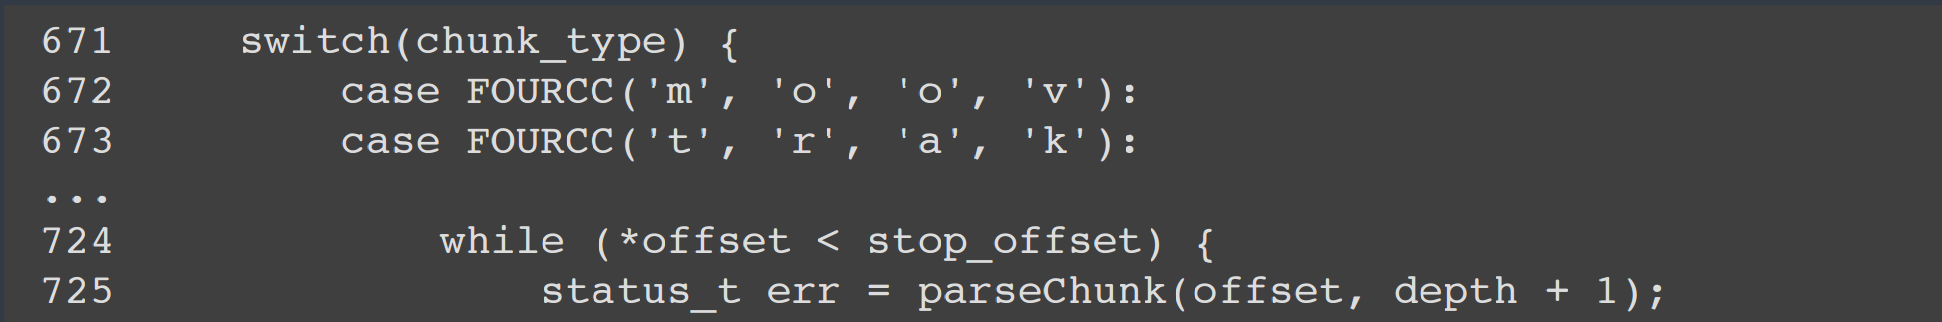 671     switch(chunk_type) {
672         case FOURCC('m', 'o', 'o', 'v'):
673         case FOURCC('t', 'r', 'a', 'k'):
...
724             while (*offset < stop_offset) {
725                 status_t err = parseChunk(offset, depth + 1);